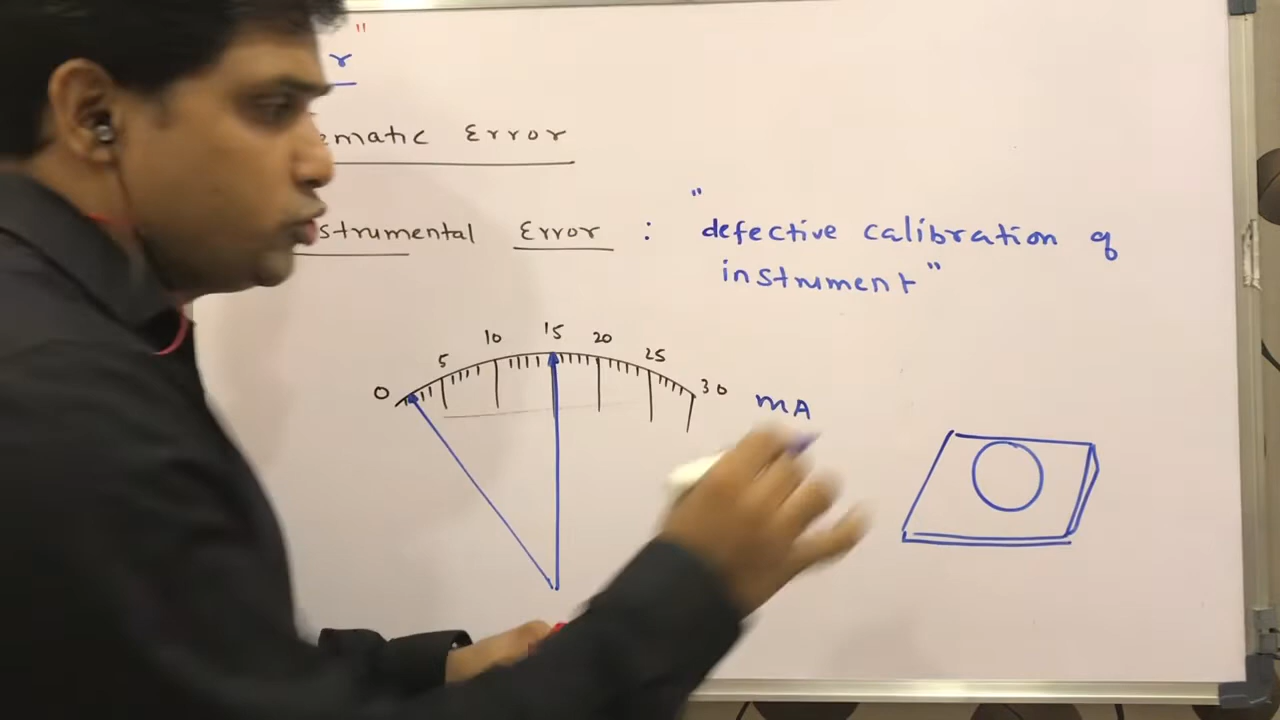 "
r
ematic Error
strumental Error : "defective calibration of
instrument"
0 5 10 15 20 25 30 mA